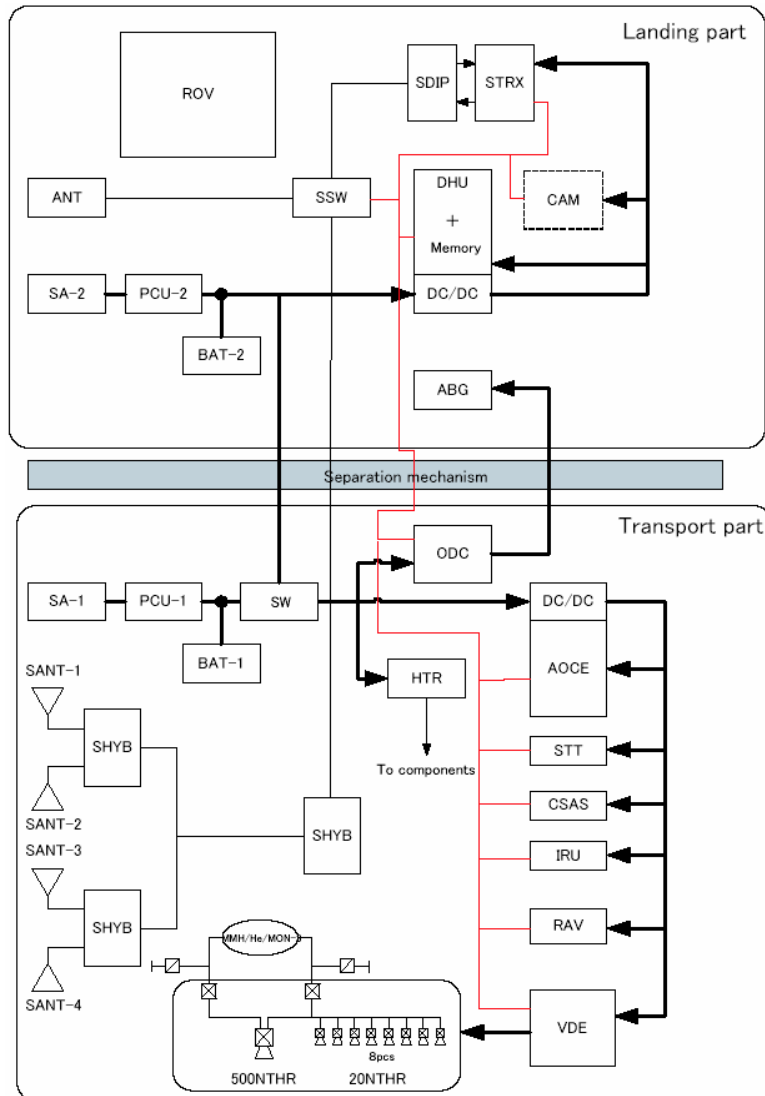 Landing part
ROV
SDIP
STRX
ANT
SSW
DHU
+
Memory
CAM
SA-2
PCU-2
DC/DC
BAT-2
ABG
Separation mechanism
Transport part
ODC
SA-1
PCU-1
SW
DC/DC
BAT-1
HTR
AOCE
SANT-1
SHYB
STT
To components
SANT-2
CSAS
SANT-3
SHYB
IRU
SHYB
MMH/He/MON-3
RAV
SANT-4
VDE
8pcs
500NTHR
20NTHR